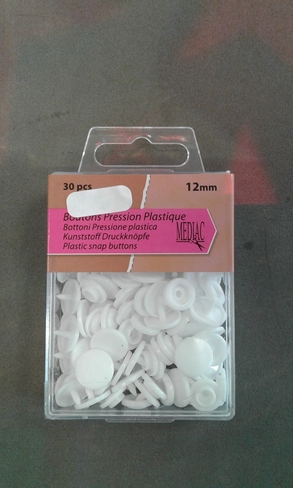 30 pcs 12mm
Boutons Pression Plastique
Bottoni Pressione plastica
Kunststoff Druckknöpfe
Plastic snap buttons
MEDIAC